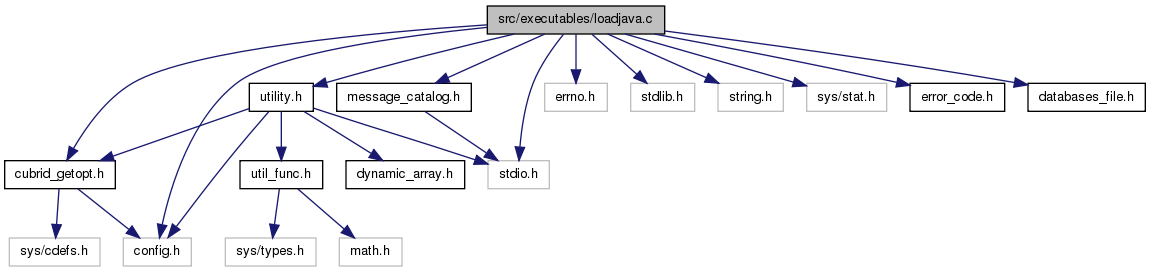 src/executables/loadjava.c
utility.h
message_catalog.h
errno.h
stdlib.h
string.h
sys/stat.h
error_code.h
databases_file.h
cubrid_getopt.h
util_func.h
dynamic_array.h
stdio.h
sys/cdefs.h
config.h
sys/types.h
math.h